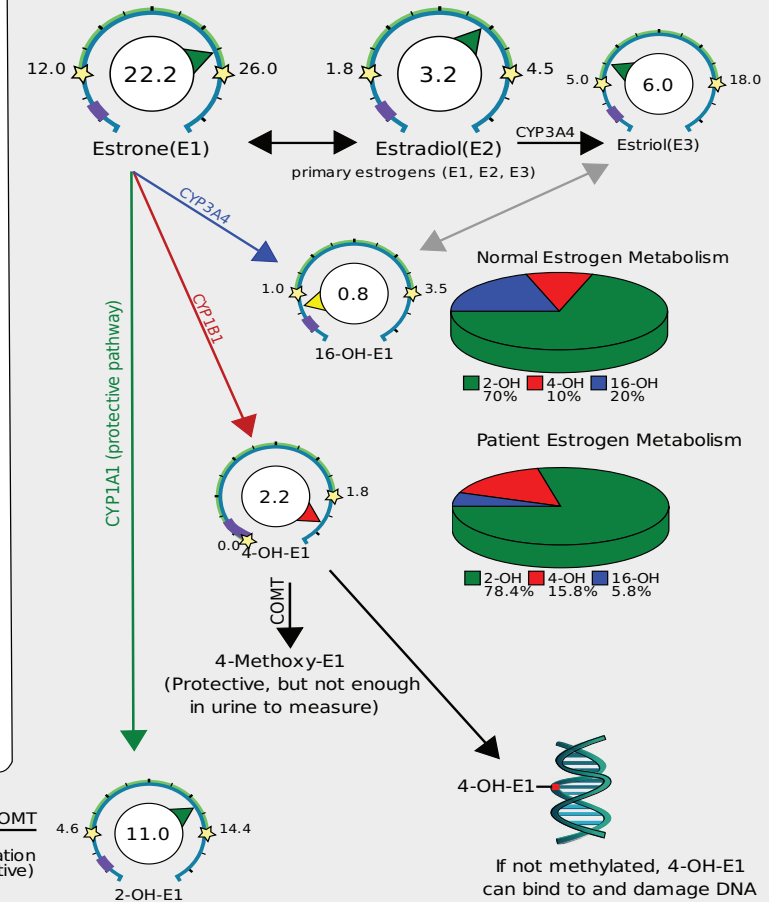 12.0
22.2
26.0
Estrone(E1)
1.8
3.2
4.5
Estradiol(E2)
CYP3A4
5.0
6.0
18.0
Estriol(E3)
primary estrogens (E1, E2, E3)
CYP3A4
CYP1B1
CYP1A1 (protective pathway)
1.0
0.8
3.5
16-OH-E1
Normal Estrogen Metabolism
2-OH 4-OH 16-OH
70% 10% 20%
Patient Estrogen Metabolism
2-OH 4-OH 16-OH
78.4% 15.8% 5.8%
2.2
1.8
0.0
4-OH-E1
COMT
4-Methoxy-E1
(Protective, but not enough
in urine to measure)
4-OH-E1
If not methylated, 4-OH-E1
can bind to and damage DNA
OMT
ation
tive)
4.6
11.0
14.4
2-OH-E1